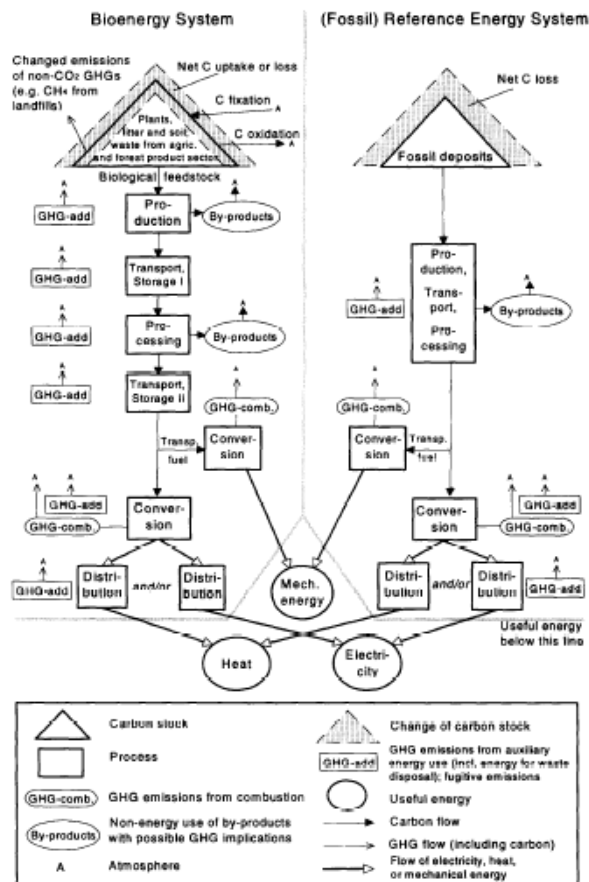 Bioenergy System
(Fossil) Reference Energy System
Changed emissions
of non-CO₂ GHGs
(e.g. CH₄ from
landfills)
Net C uptake or loss
C fixation
A
C oxidation
A
Plants,
litter and soil,
waste from agric.
and forest product sector
Biological feedstock
Net C loss
Fossil deposits
A
GHG-add
Pro-
duction
A
By-products
A
GHG-add
Transport,
Storage I
A
GHG-add
Pro-
cessing
A
By-products
A
GHG-add
Transport,
Storage II
A
GHG-comb.
Transp.
fuel
Conver-
sion
A
GHG-add
Production,
Trans-
port,
Pro-
cessing
A
By-products
A
GHG-comb.
Conver-
sion
Transp.
fuel
A
A
GHG-add
GHG-comb.
Conver-
sion
A
A
GHG-add
GHG-comb.
Conver-
sion
A
GHG-add
Distri-
bution
and/or
Distri-
bution
Mech.
energy
Distri-
bution
and/or
Distri-
bution
A
GHG-add
Useful energy
below this line
Heat
Electri-
city
Carbon stock
Process
GHG-comb.
GHG emissions from combustion
By-products
Non-energy use of by-products
with possible GHG implications
A
Atmosphere
Change of carbon stock
GHG-add
GHG emissions from auxiliary
energy use (incl. energy for waste
disposal); fugitive emissions
Useful energy
Carbon flow
GHG flow (including carbon)
Flow of electricity, heat,
or mechanical energy